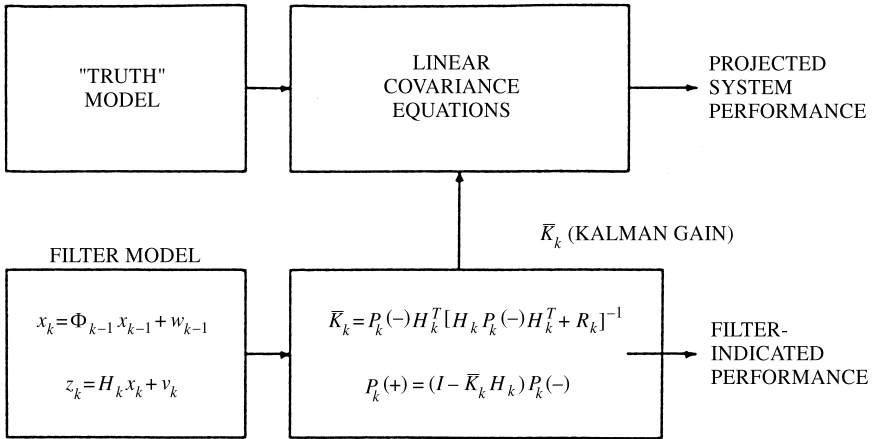 "TRUTH"
MODEL
LINEAR
COVARIANCE
EQUATIONS
PROJECTED
SYSTEM
PERFORMANCE
K̅_k (KALMAN GAIN)
FILTER MODEL
x_k=Φ_{k−1} x_{k−1}+w_{k−1}
z_k=H_k x_k+v_k
K̅_k=P_k(−)H_k^T[H_k P_k(−)H_k^T+R_k]^{−1}
P_k(+)=(I−K̅_k H_k)P_k(−)
FILTER-
INDICATED
PERFORMANCE